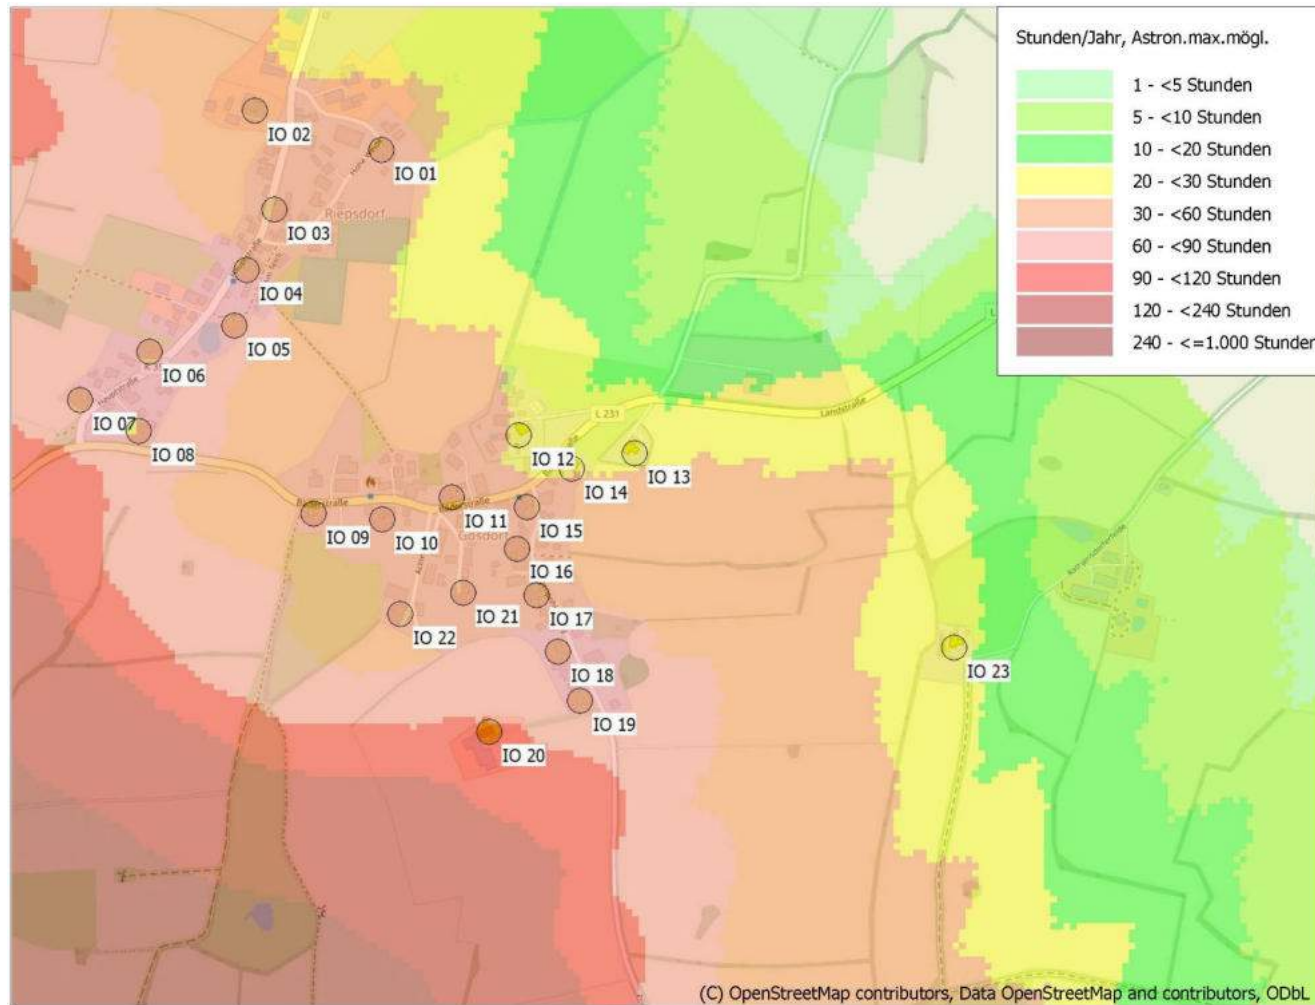 Stunden/Jahr, Astron.max.mögl.
1 - <5 Stunden
5 - <10 Stunden
10 - <20 Stunden
20 - <30 Stunden
30 - <60 Stunden
60 - <90 Stunden
90 - <120 Stunden
120 - <240 Stunden
240 - <=1.000 Stunden
IO 02
IO 01
Riepsdorf
IO 03
IO 04
IO 05
IO 06
Hauptstraße
IO 07
IO 08
L 231
Landstraße
IO 12
IO 13
IO 14
IO 11
IO 15
IO 09
IO 10
Gosdorf
IO 16
IO 21
IO 17
IO 22
IO 18
IO 23
IO 19
IO 20
(C) OpenStreetMap contributors, Data OpenStreetMap and contributors, ODbL